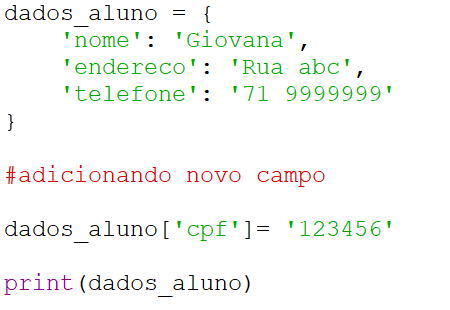 dados_aluno = {
    'nome': 'Giovana',
    'endereco': 'Rua abc',
    'telefone': '71 9999999'
}
#adicionando novo campo
dados_aluno['cpf']= '123456'
print(dados_aluno)